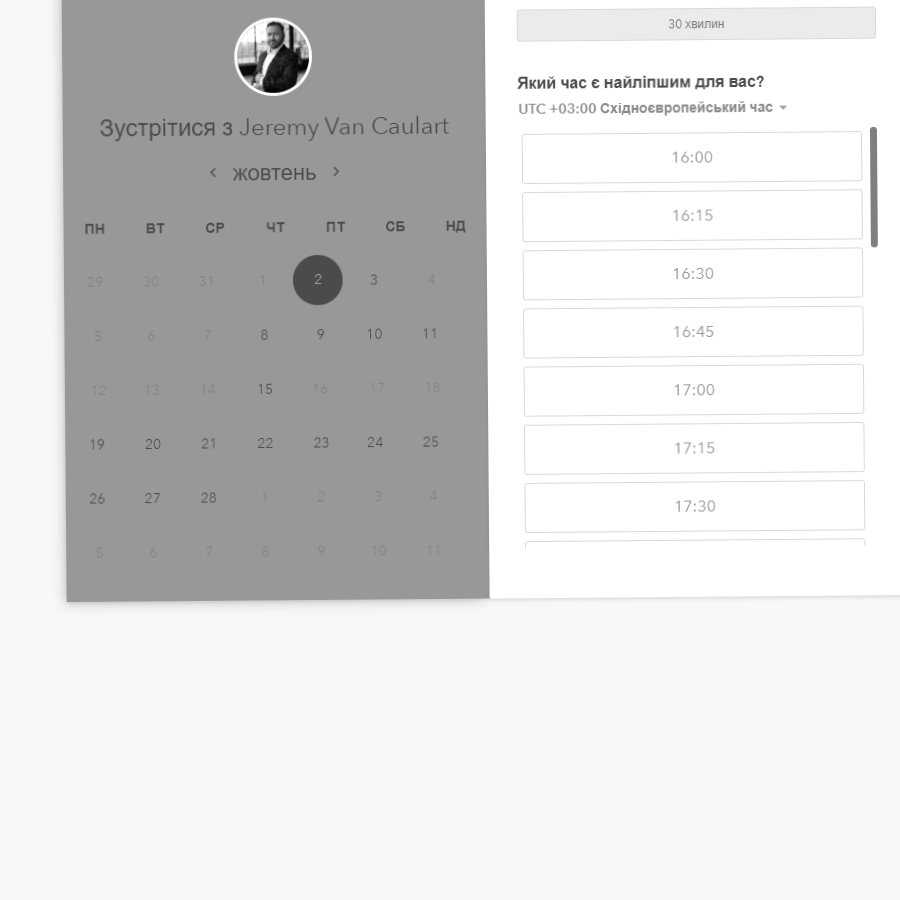 Зустрітися з Jeremy Van Caulart
жовтень
ПН ВТ СР ЧТ ПТ СБ НД
29 30 31 1 2 3 4
5 6 7 8 9 10 11
12 13 14 15 16 17 18
19 20 21 22 23 24 25
26 27 28 1 2 3 4
5 6 7 8 9 10 11
30 хвилин
Який час є найліпшим для вас?
UTC +03:00 Східноєвропейський час
16:00
16:15
16:30
16:45
17:00
17:15
17:30